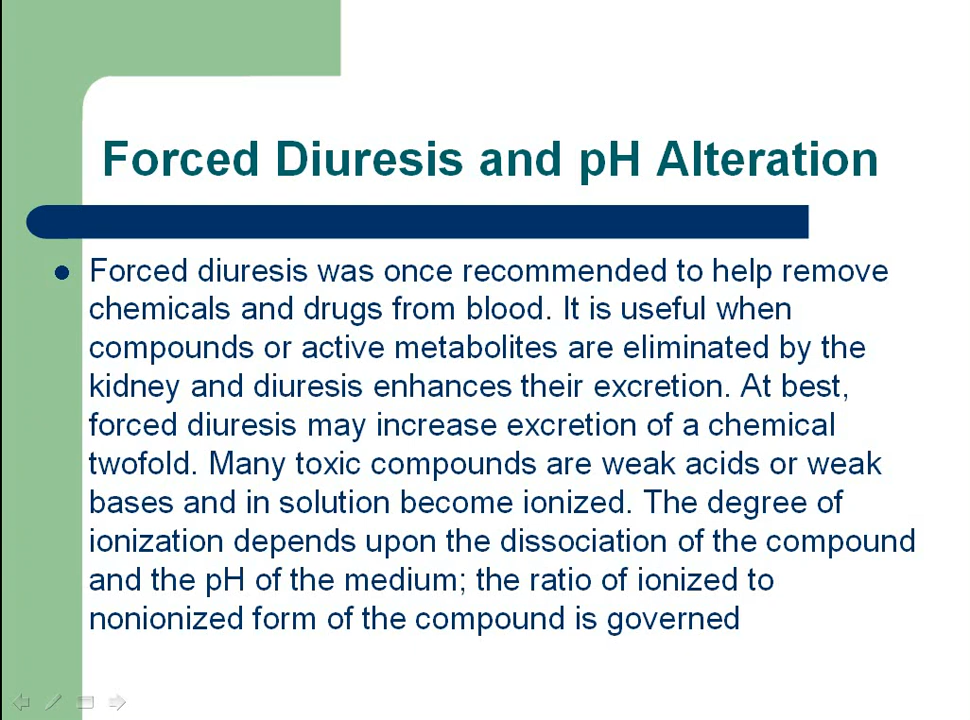 Forced Diuresis and pH Alteration
Forced diuresis was once recommended to help remove
chemicals and drugs from blood. It is useful when
compounds or active metabolites are eliminated by the
kidney and diuresis enhances their excretion. At best,
forced diuresis may increase excretion of a chemical
twofold. Many toxic compounds are weak acids or weak
bases and in solution become ionized. The degree of
ionization depends upon the dissociation of the compound
and the pH of the medium; the ratio of ionized to
nonionized form of the compound is governed